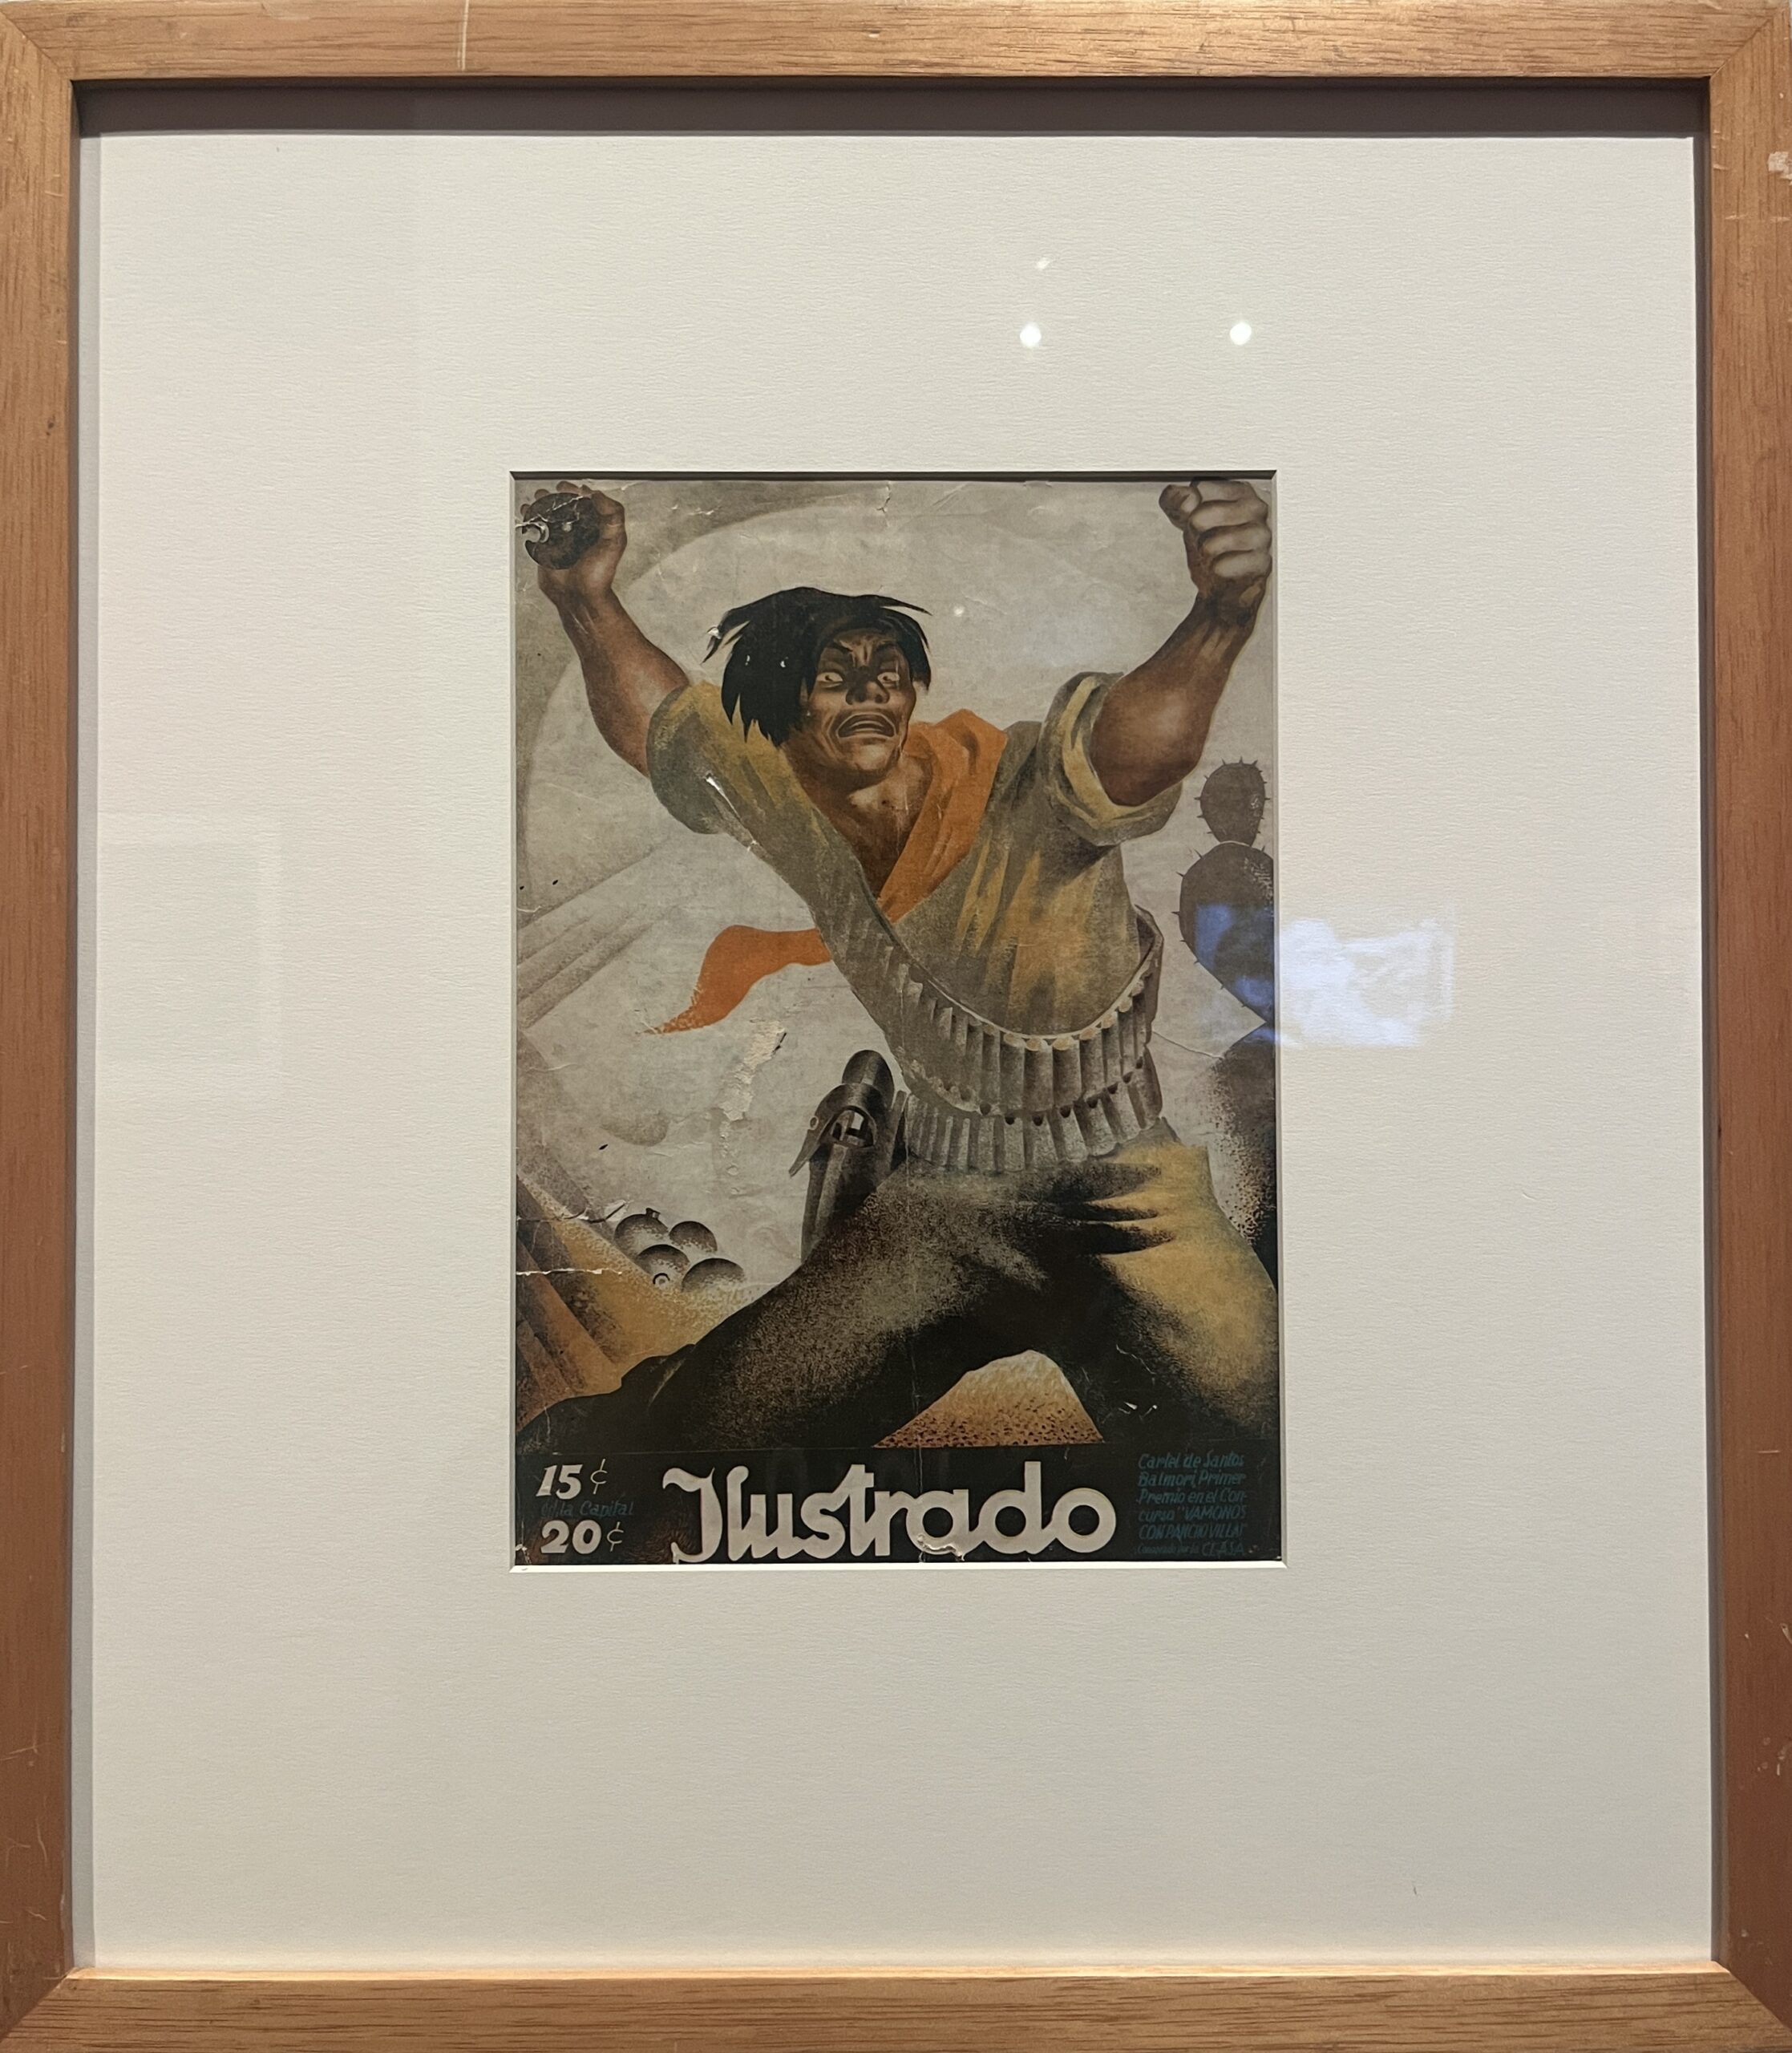 15¢
en la Capital
20¢
Ilustrado
Cartel de Santos
Balmori Primer
Premio en el Con-
curso "VAMONOS
CON PANCHO VILLA"
CLASA